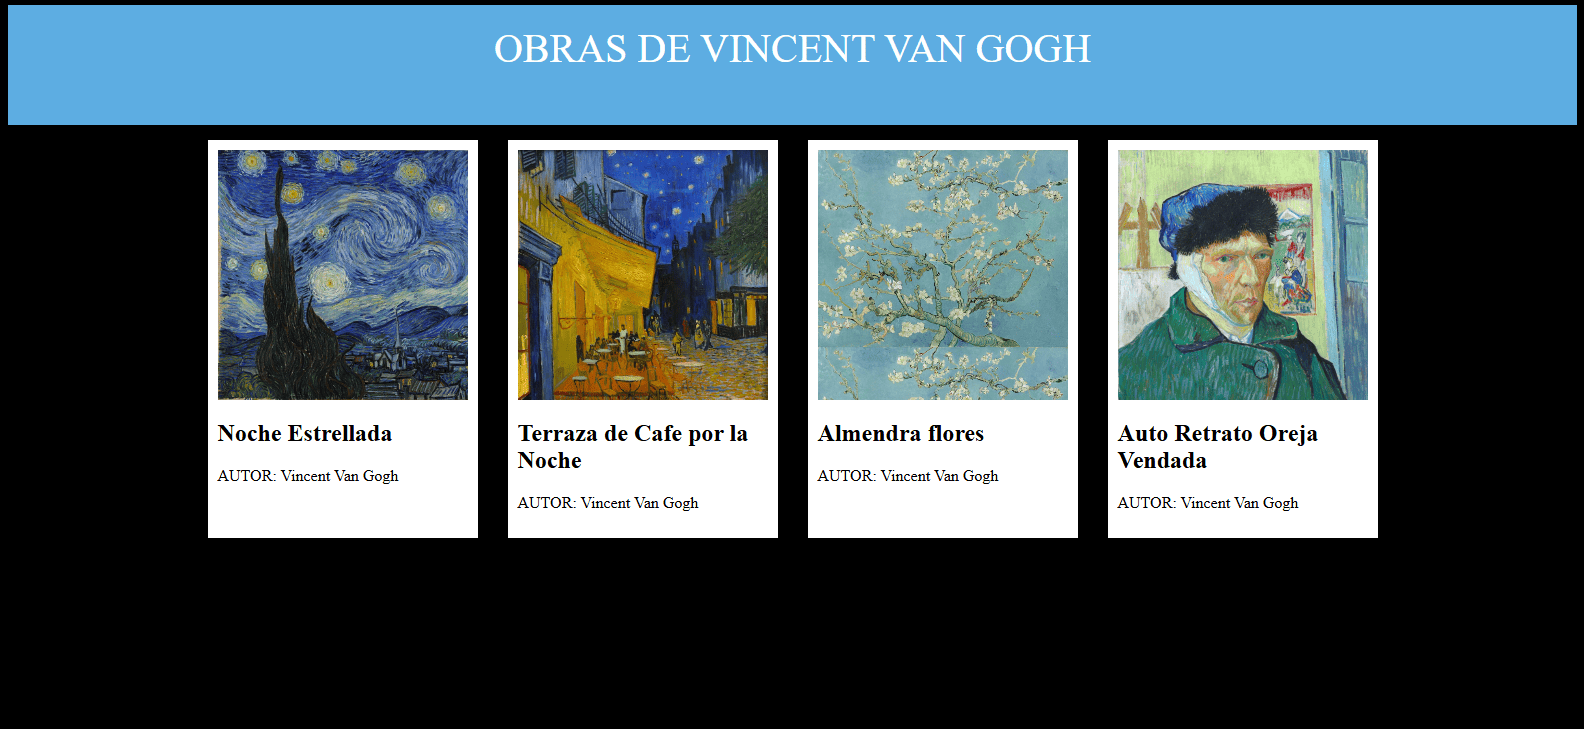 OBRAS DE VINCENT VAN GOGH
Noche Estrellada
AUTOR: Vincent Van Gogh
Terraza de Cafe por la
Noche
AUTOR: Vincent Van Gogh
Almendra flores
AUTOR: Vincent Van Gogh
Auto Retrato Oreja
Vendada
AUTOR: Vincent Van Gogh